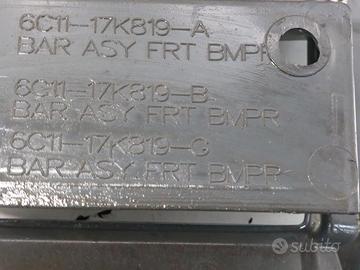 6C11-17K819-A
BAR ASY FRT BMPR
6C11-17K819-B
BAR ASY FRT BMPR
6C11-17K819-C
BAR ASY FRT BMPR
subito